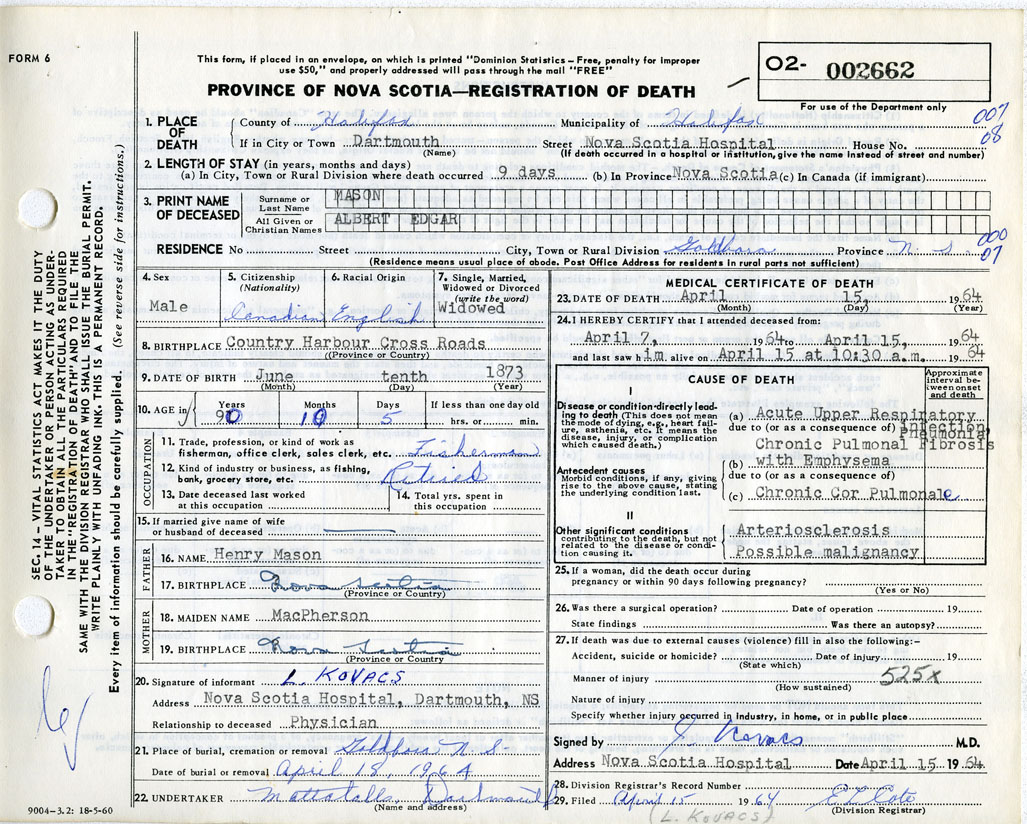 FORM 6
This form, if placed in an envelope, on which is printed "Dominion Statistics — Free, penalty for improper
use $50," and properly addressed will pass through the mail "FREE"
PROVINCE OF NOVA SCOTIA—REGISTRATION OF DEATH
O2- 002662
For use of the Department only
007
08
1. PLACE OF DEATH
County of Halifax Municipality of Halifax
If in City or Town Dartmouth Street Nova Scotia Hospital House No.
(Name) (If death occurred in a hospital or institution, give the name instead of street and number)
2. LENGTH OF STAY (in years, months and days)
(a) In City, Town or Rural Division where death occurred 9 days (b) In Province Nova Scotia (c) In Canada (if immigrant)
3. PRINT NAME OF DECEASED
Surname or Last Name MASON
All Given or Christian Names ALBERT EDGAR
RESIDENCE No Street City, Town or Rural Division Goldboro Province N. S.
000
07
(Residence means usual place of abode. Post Office Address for residents in rural parts not sufficient)
4. Sex
Male
5. Citizenship
(Nationality)
Canadian
6. Racial Origin
English
7. Single, Married,
Widowed or Divorced
(write the word)
Widowed
8. BIRTHPLACE Country Harbour Cross Roads
(Province or Country)
9. DATE OF BIRTH June tenth 1873
(Month) (Day) (Year)
10. AGE in Years Months Days If less than one day old
90 10 5 hrs. or min.
OCCUPATION
11. Trade, profession, or kind of work as
fisherman, office clerk, sales clerk, etc. Fisherman
12. Kind of industry or business, as fishing,
bank, grocery store, etc. Retired
13. Date deceased last worked
at this occupation
14. Total yrs. spent in
this occupation
15. If married give name of wife
or husband of deceased
FATHER
16. NAME Henry Mason
17. BIRTHPLACE Nova Scotia
(Province or Country)
MOTHER
18. MAIDEN NAME MacPherson
19. BIRTHPLACE Nova Scotia
(Province or Country)
20. Signature of informant L. KOVACS
Address Nova Scotia Hospital, Dartmouth, NS
Relationship to deceased Physician
21. Place of burial, cremation or removal Goldboro N S
Date of burial or removal April 18, 1964
22. UNDERTAKER Mattatalls, Dartmouth
(Name and address)
MEDICAL CERTIFICATE OF DEATH
23. DATE OF DEATH April 15, 1964
(Month) (Day) (Year)
24. I HEREBY CERTIFY that I attended deceased from:
April 7, 1964 to April 15, 1964
and last saw him alive on April 15 at 10:30 a.m. 1964
CAUSE OF DEATH
Approximate interval between onset and death
I
Disease or condition directly leading to death (This does not mean
the mode of dying, e.g., heart failure, asthenia, etc. It means the
disease, injury, or complication
which caused death.)
(a) Acute Upper Respiratory
due to (or as a consequence of) Infection,
Pneumonia,
Chronic Pulmonal Fibrosis
Antecedent causes
Morbid conditions, if any, giving
rise to the above cause, stating
the underlying condition last.
(b) with Emphysema
due to (or as a consequence of)
(c) Chronic Cor Pulmonale
II
Other significant conditions
contributing to the death, but not
related to the disease or condition causing it.
Arteriosclerosis
Possible malignancy
25. If a woman, did the death occur during
pregnancy or within 90 days following pregnancy?
(Yes or No)
26. Was there a surgical operation? Date of operation 19
State findings Was there an autopsy?
27. If death was due to external causes (violence) fill in also the following:—
Accident, suicide or homicide? Date of injury 19
(State which)
Manner of injury 525X
(How sustained)
Nature of injury
Specify whether injury occurred in industry, in home, or in public place
Signed by J. Kovacs M.D.
Address Nova Scotia Hospital Date April 15 1964
28. Division Registrar's Record Number
29. Filed April 15 1964
(L. KOVACS)
(Division Registrar)
SEC. 14 — VITAL STATISTICS ACT MAKES IT THE DUTY
OF THE UNDERTAKER OR PERSON ACTING AS UNDER-
TAKER TO OBTAIN ALL THE PARTICULARS REQUIRED
IN THE "REGISTRATION OF DEATH" AND TO FILE THE
SAME WITH THE DIVISION REGISTRAR WHO SHALL ISSUE THE BURIAL PERMIT.
WRITE PLAINLY WITH UNFADING INK. THIS IS A PERMANENT RECORD.
Every item of information should be carefully supplied. (See reverse side for instructions.)
9004-3.2: 18-5-60